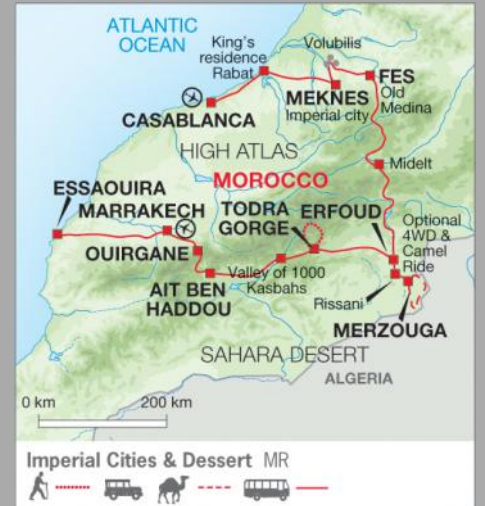 ATLANTIC
OCEAN
King's
residence
Rabat
Volubilis
FES
Old
Medina
MEKNES
Imperial city
CASABLANCA
HIGH ATLAS
Midelt
MOROCCO
ESSAOUIRA
MARRAKECH
TODRA
GORGE
ERFOUD
Optional
4WD &
Camel
Ride
OUIRGANE
Valley of 1000
Kasbahs
AIT BEN
HADDOU
Rissani
MERZOUGA
SAHARA DESERT
ALGERIA
0 km 200 km
Imperial Cities & Dessert MR